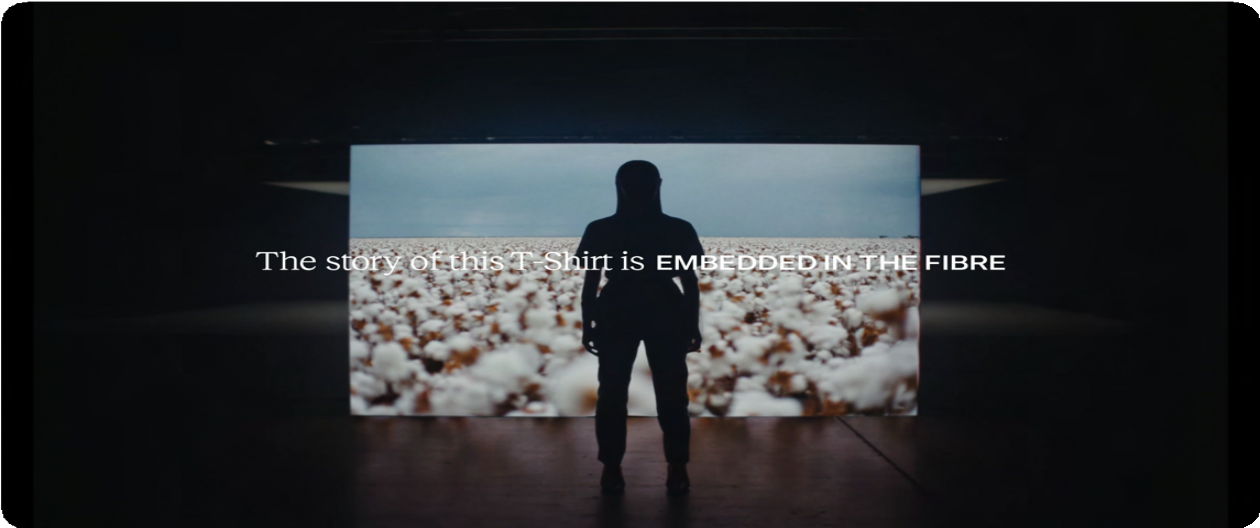 The story of this T-Shirt is EMBEDDED IN THE FIBRE